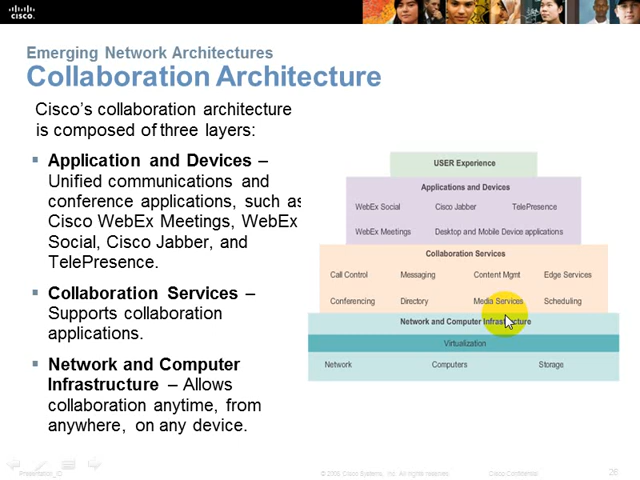 CISCO
Emerging Network Architectures
Collaboration Architecture
Cisco's collaboration architecture
is composed of three layers:
▪ Application and Devices –
Unified communications and
conference applications, such as
Cisco WebEx Meetings, WebEx
Social, Cisco Jabber, and
TelePresence.
▪ Collaboration Services –
Supports collaboration
applications.
▪ Network and Computer
Infrastructure – Allows
collaboration anytime, from
anywhere, on any device.
USER Experience
Applications and Devices
WebEx Social Cisco Jabber TelePresence
WebEx Meetings Desktop and Mobile Device applications
Collaboration Services
Call Control Messaging Content Mgmt Edge Services
Conferencing Directory Media Services Scheduling
Network and Computer Infrastructure
Virtualization
Network Computers Storage
Presentation_ID © 2008 Cisco Systems, Inc. All rights reserved. Cisco Confidential 26